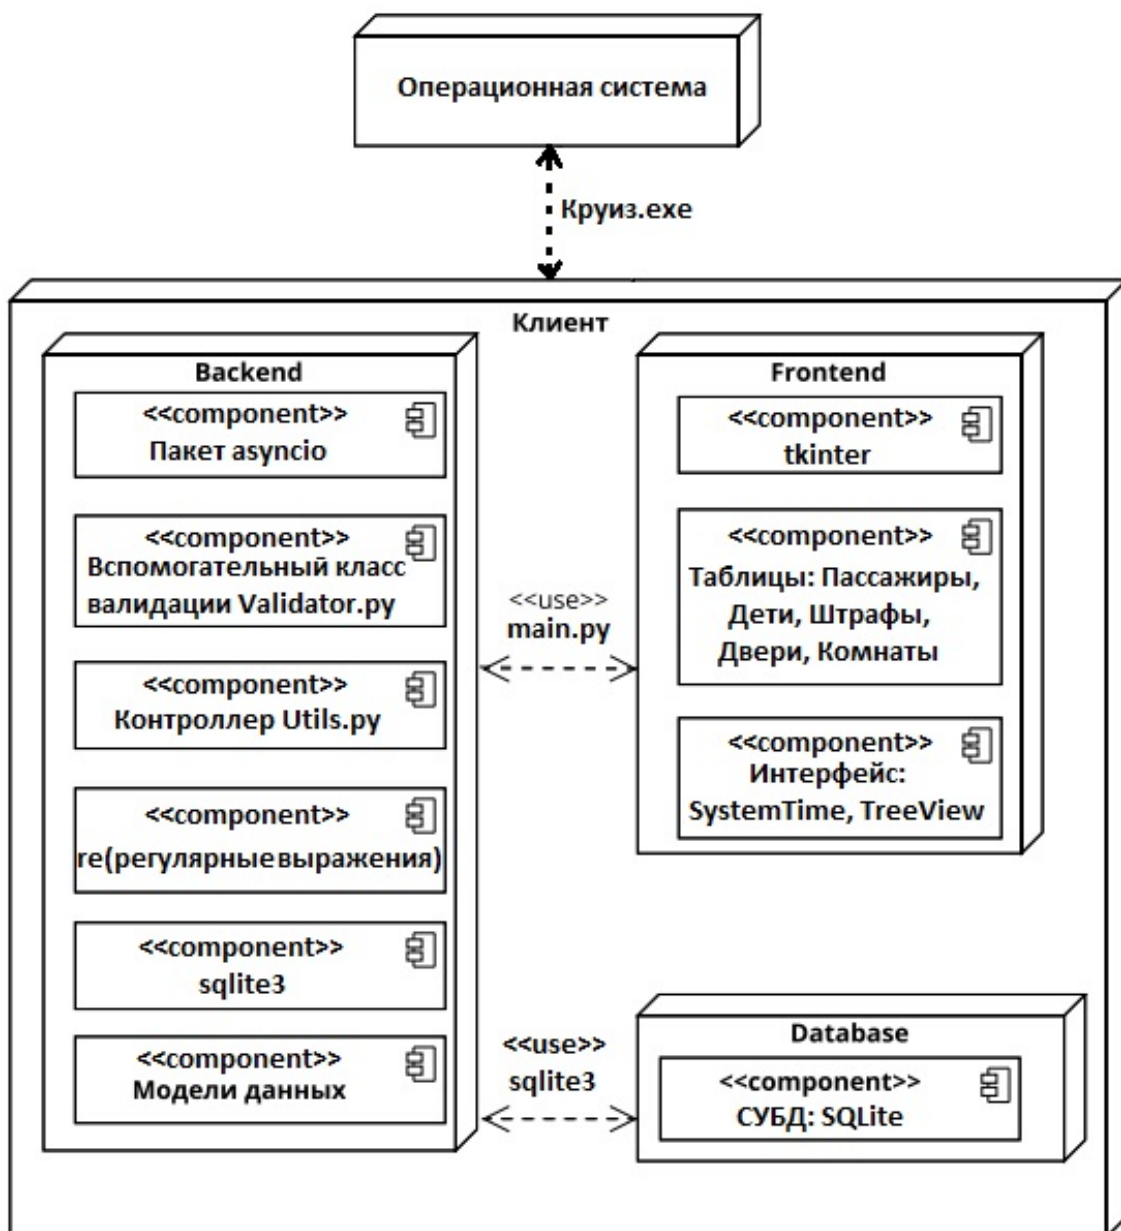 Операционная система
Круиз.exe
Клиент
Backend
<<component>>
Пакет asyncio
<<component>>
Вспомогательный класс
валидации Validator.py
<<component>>
Контроллер Utils.py
<<component>>
re(регулярные выражения)
<<component>>
sqlite3
<<component>>
Модели данных
<<use>>
main.py
Frontend
<<component>>
tkinter
<<component>>
Таблицы: Пассажиры,
Дети, Штрафы,
Двери, Комнаты
<<component>>
Интерфейс:
SystemTime, TreeView
<<use>>
sqlite3
Database
<<component>>
СУБД: SQLite